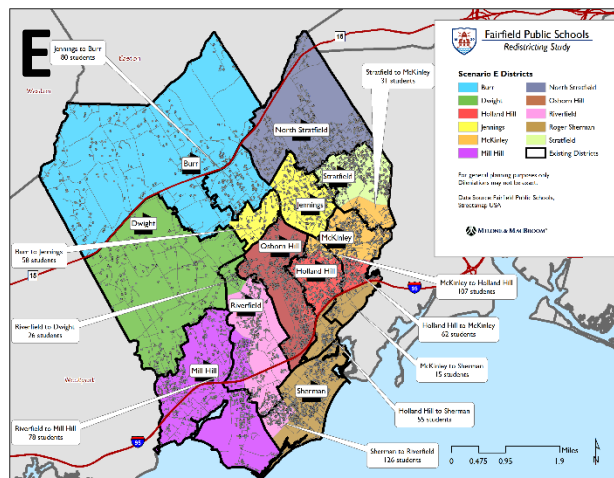 E
Jennings to Burr
80 students
Easton
Weston
18
Stratfield to McKinley
31 students
Fairfield Public Schools
Redistricting Study
Scenario E Districts
Burr
Dwight
Holland Hill
Jennings
McKinley
Mill Hill
North Stratfield
Osborn Hill
Riverfield
Roger Sherman
Stratfield
Existing Districts
For general planning purposes only
Delineations may not be exact.
Data Source: Fairfield Public Schools,
Streetmap USA
MILONE & MACBROOM
North Stratfield
Burr
Stratfield
Jennings
Dwight
McKinley
Osborn Hill
Holland Hill
Burr to Jennings
58 students
18
95
McKinley to Holland Hill
107 students
Riverfield
Riverfield to Dwight
76 students
Holland Hill to McKinley
62 students
Westport
McKinley to Sherman
15 students
Mill Hill
Sherman
Holland Hill to Sherman
55 students
Riverfield to Mill Hill
78 students
95
Sherman to Riverfield
126 students
Miles
0 0.475 0.95 1.9